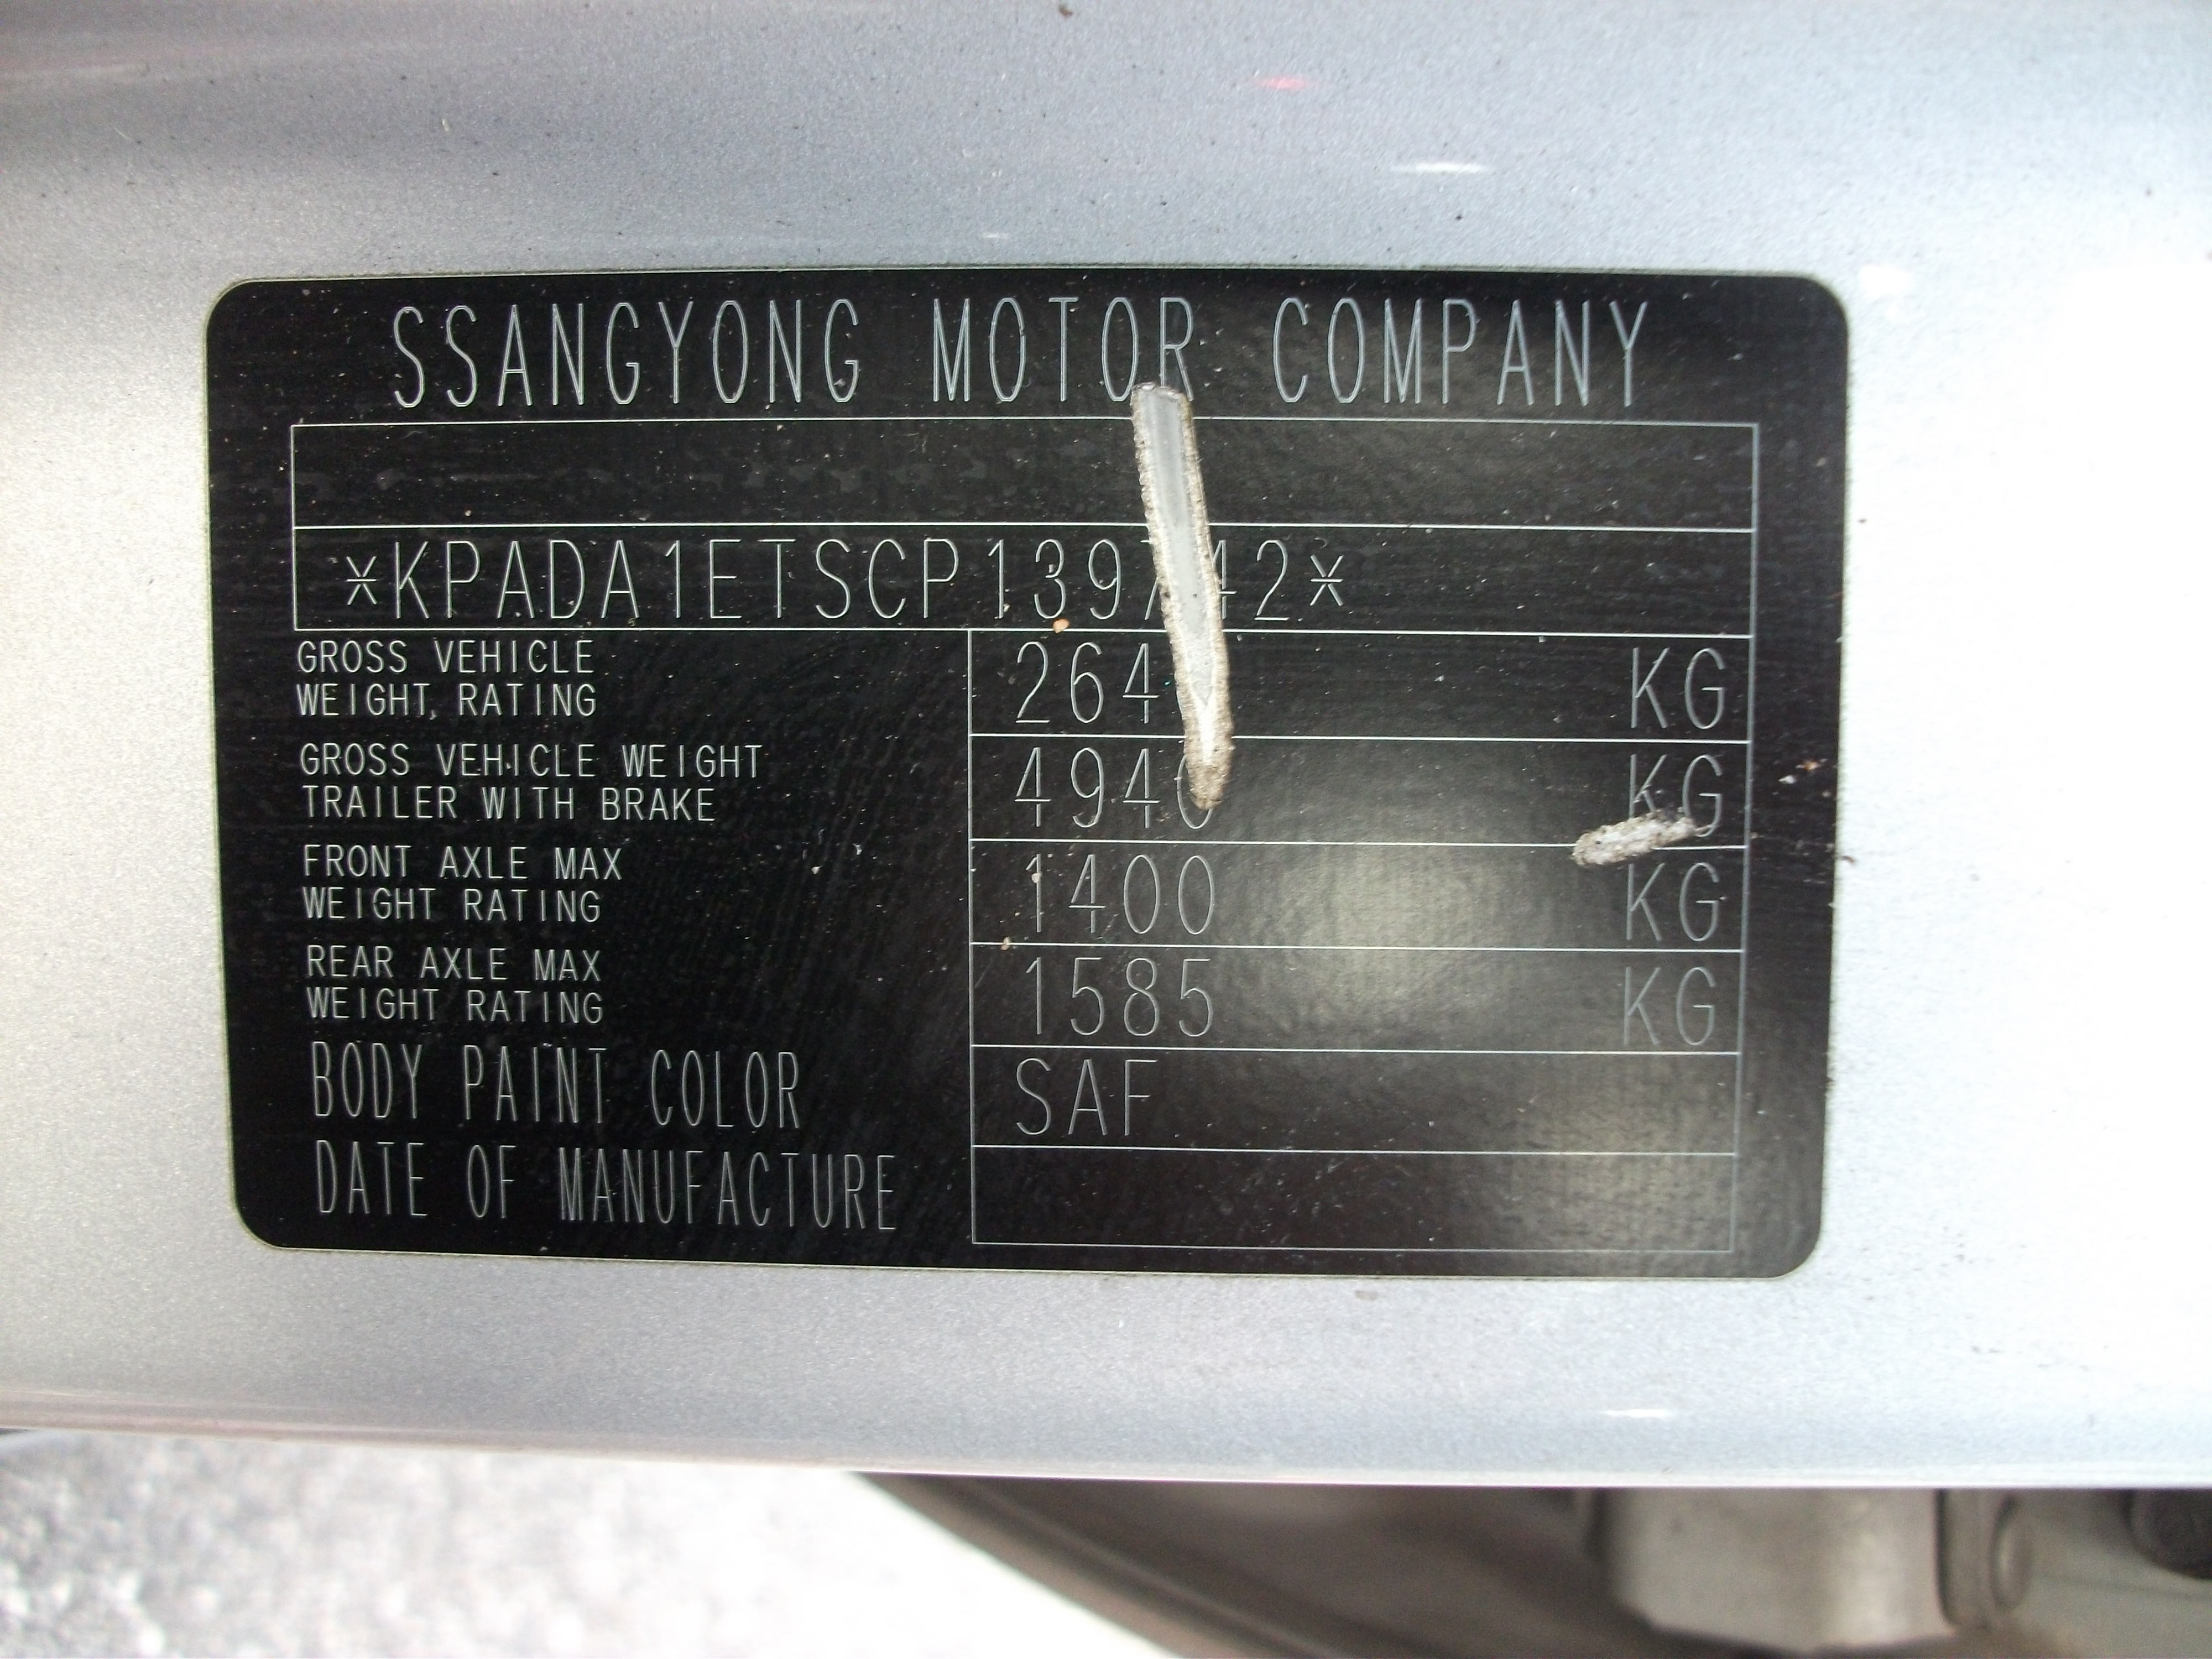 SSANGYONG MOTOR COMPANY
GROSS VEHICLE
WEIGHT RATING
KG
GROSS VEHICLE WEIGHT
TRAILER WITH BRAKE
4940 KG
FRONT AXLE MAX
WEIGHT RATING
1400 KG
REAR AXLE MAX
WEIGHT RATING
1585 KG
BODY PAINT COLOR
SAF
DATE OF MANUFACTURE